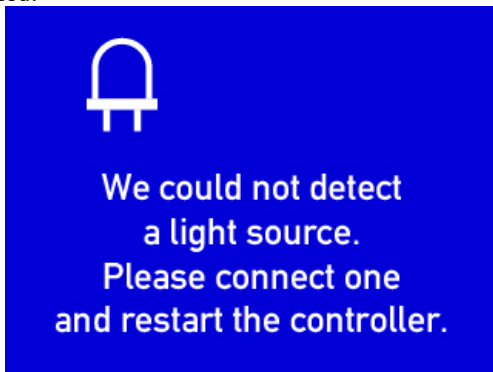 We could not detect
a light source.
Please connect one
and restart the controller.